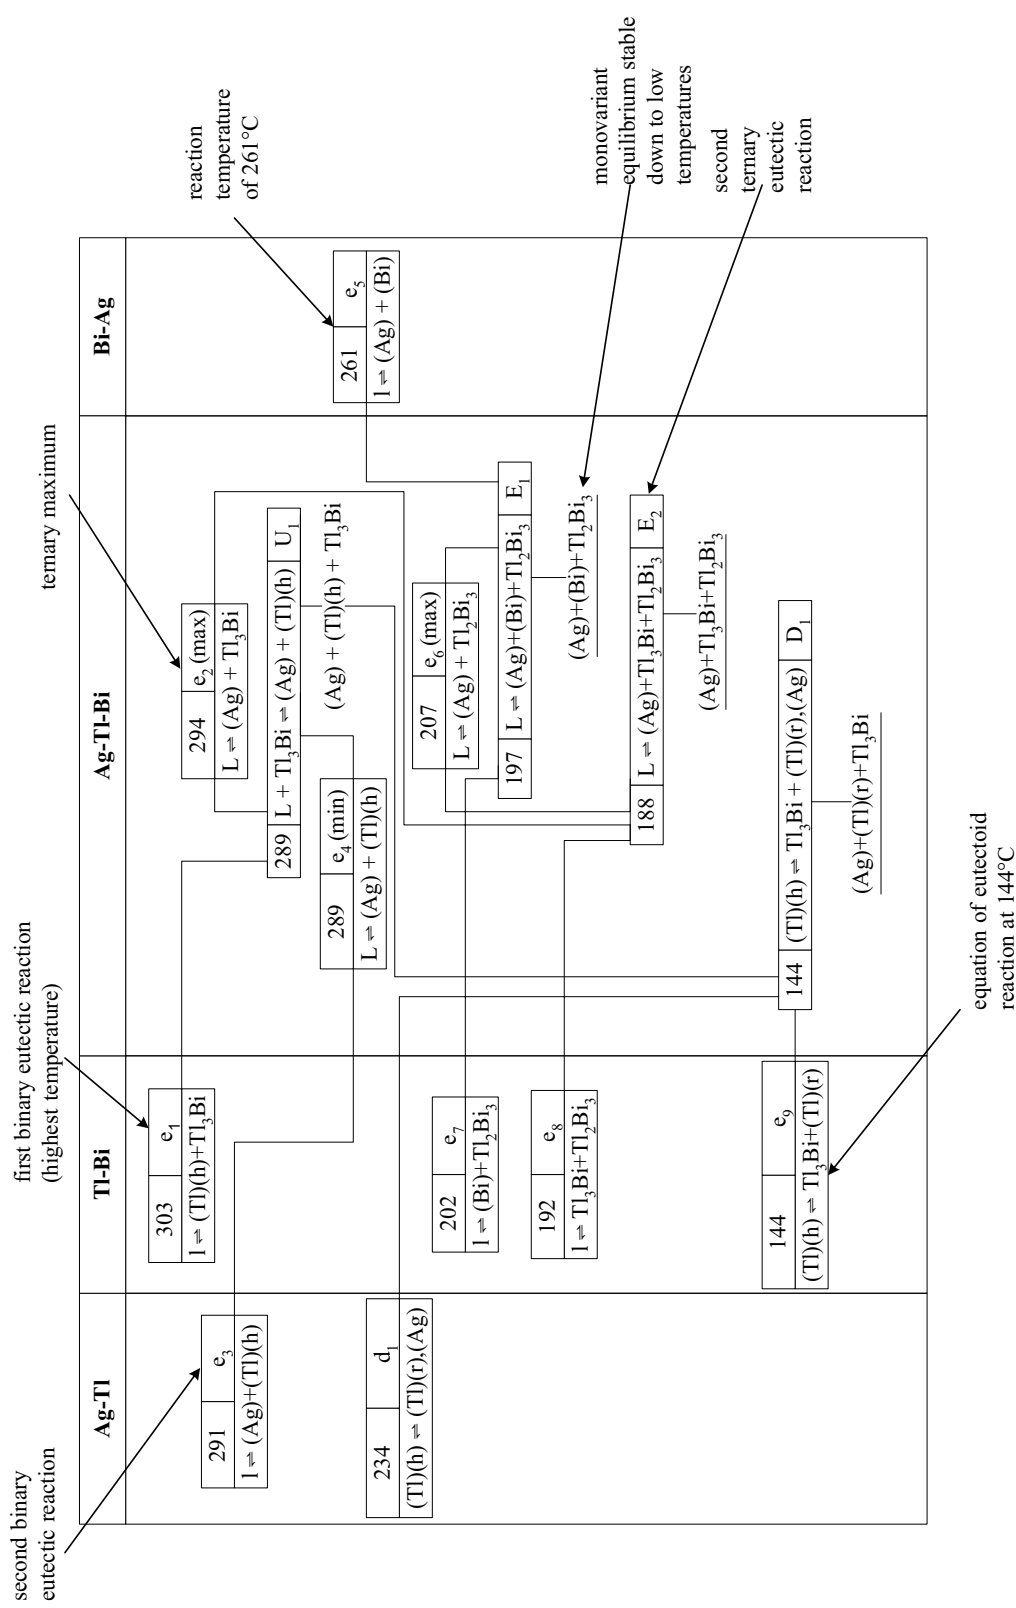 second binary
eutectic reaction
first binary eutectic reaction
(highest temperature)
ternary maximum
reaction
temperature
of 261°C
Ag-Tl
Tl-Bi
Ag-Tl-Bi
Bi-Ag
303 e₁
l ⇌ (Tl)(h)+Tl₃Bi
294 e₂ (max)
L ⇌ (Ag) + Tl₃Bi
291 e₃
l ⇌ (Ag)+(Tl)(h)
289 L + Tl₃Bi ⇌ (Ag) + (Tl)(h) U₁
(Ag) + (Tl)(h) + Tl₃Bi
289 e₄ (min)
L ⇌ (Ag) + (Tl)(h)
261 e₅
l ⇌ (Ag) + (Bi)
234 d₁
(Tl)(h) ⇌ (Tl)(r),(Ag)
207 e₆ (max)
L ⇌ (Ag) + Tl₂Bi₃
202 e₇
l ⇌ (Bi)+Tl₂Bi₃
197 L ⇌ (Ag)+(Bi)+Tl₂Bi₃ E₁
(Ag)+(Bi)+Tl₂Bi₃
192 e₈
l ⇌ Tl₃Bi+Tl₂Bi₃
188 L ⇌ (Ag)+Tl₃Bi+Tl₂Bi₃ E₂
(Ag)+Tl₃Bi+Tl₂Bi₃
144 e₉
(Tl)(h) ⇌ Tl₃Bi+(Tl)(r)
144 (Tl)(h) ⇌ Tl₃Bi + (Tl)(r),(Ag) D₁
(Ag)+(Tl)(r)+Tl₃Bi
monovariant
equilibrium stable
down to low
temperatures
second
ternary
eutectic
reaction
equation of eutectoid
reaction at 144°C